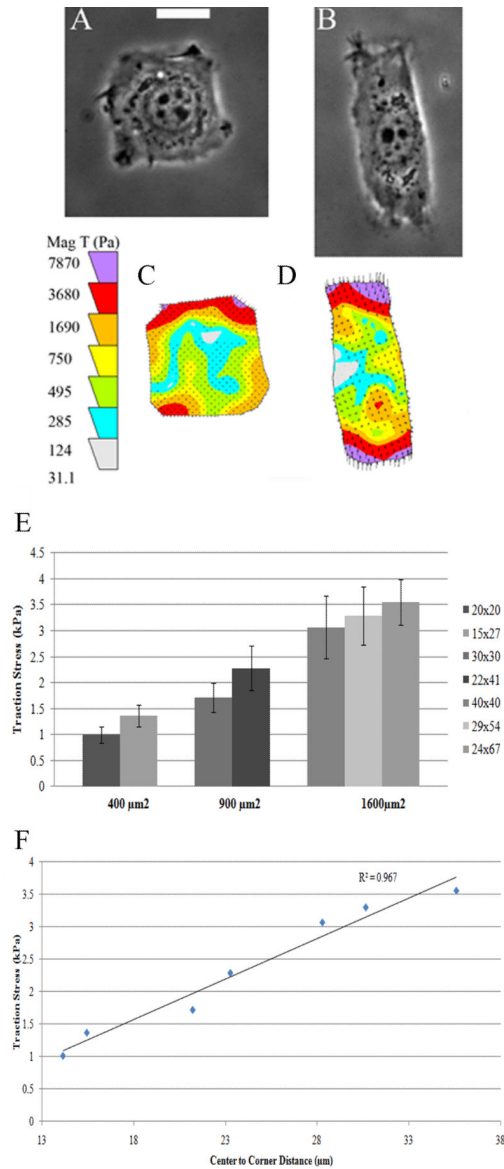 A
B
Mag T (Pa)
7870
3680
1690
750
495
285
124
31.1
C
D
E
Traction Stress (kPa)
4.5
4
3.5
3
2.5
2
1.5
1
0.5
0
400 µm2
900 µm2
1600µm2
20x20
15x27
30x30
22x41
40x40
29x54
24x67
F
Traction Stress (kPa)
4
3.5
3
2.5
2
1.5
1
0.5
0
R² = 0.967
13
18
23
28
33
38
Center to Corner Distance (µm)